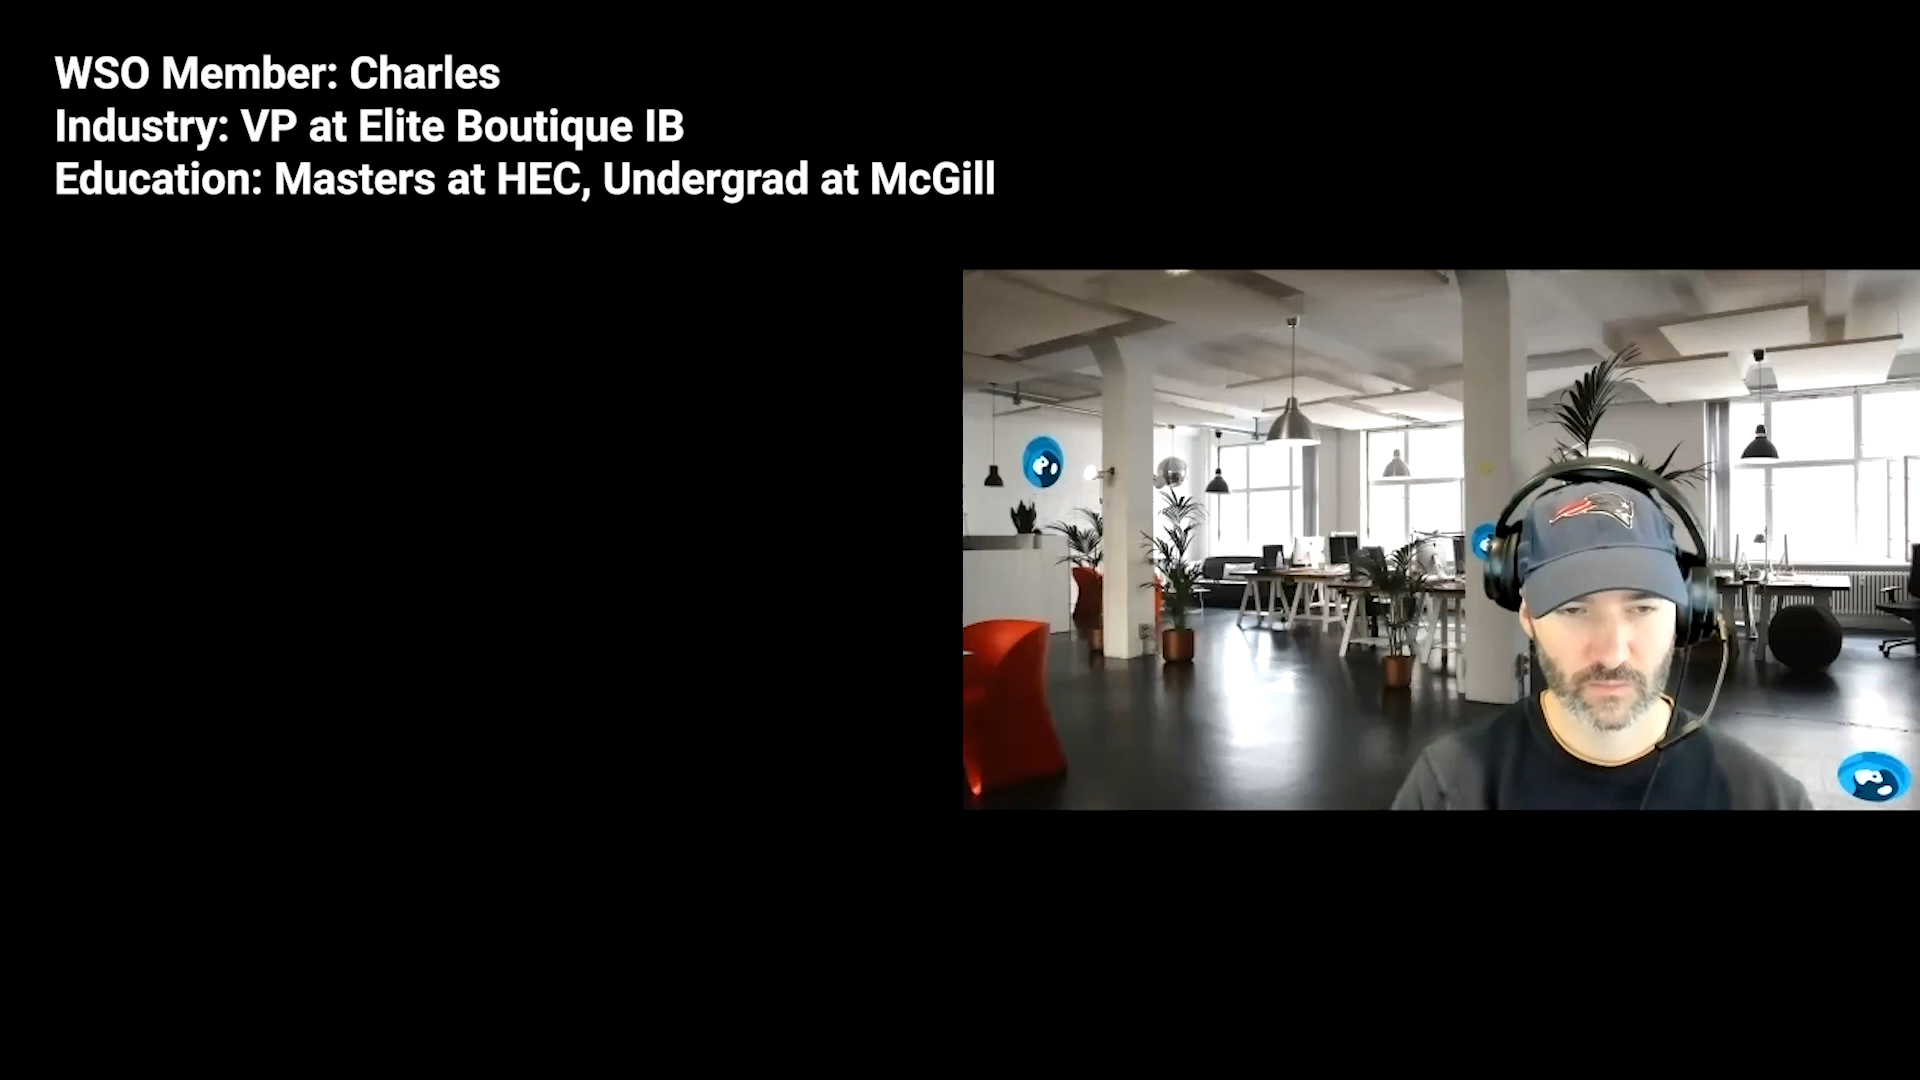 WSO Member: Charles
Industry: VP at Elite Boutique IB
Education: Masters at HEC, Undergrad at McGill